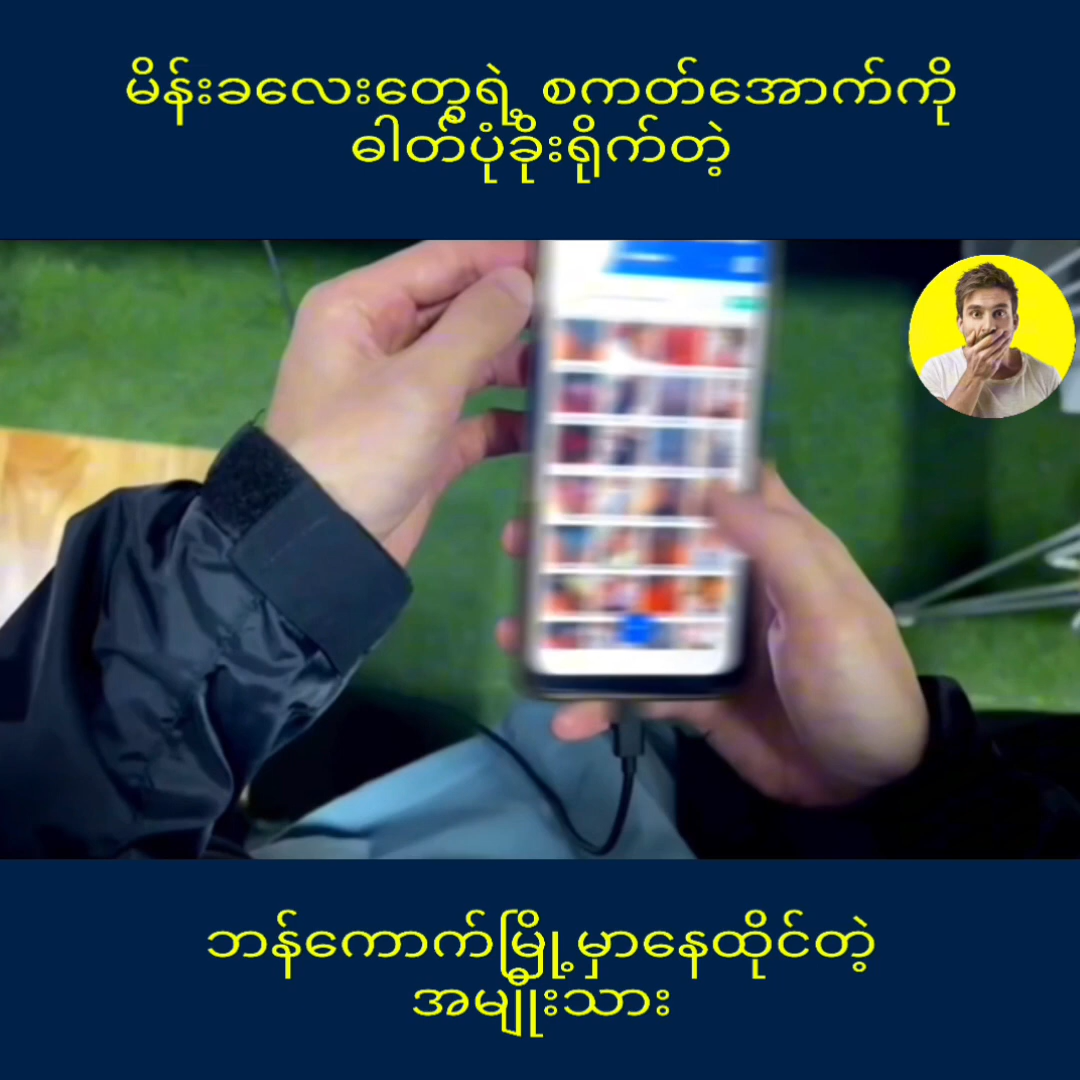 မိန်းခလေးတွေရဲ့ စကတ်အောက်ကို
ဓါတ်ပုံခိုးရိုက်တဲ့
ဘန်ကောက်မြို့မှာနေထိုင်တဲ့
အမျိုးသား